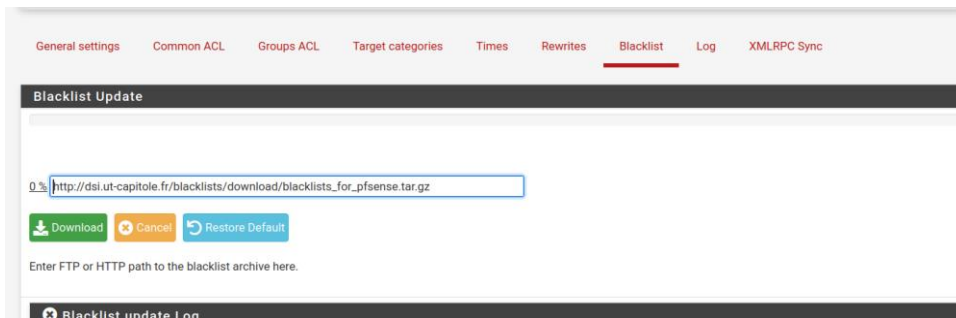 General settings Common ACL Groups ACL Target categories Times Rewrites Blacklist Log XMLRPC Sync
Blacklist Update
0 % http://dsi.ut-capitole.fr/blacklists/download/blacklists_for_pfsense.tar.gz
Download Cancel Restore Default
Enter FTP or HTTP path to the blacklist archive here.
Blacklist update Log